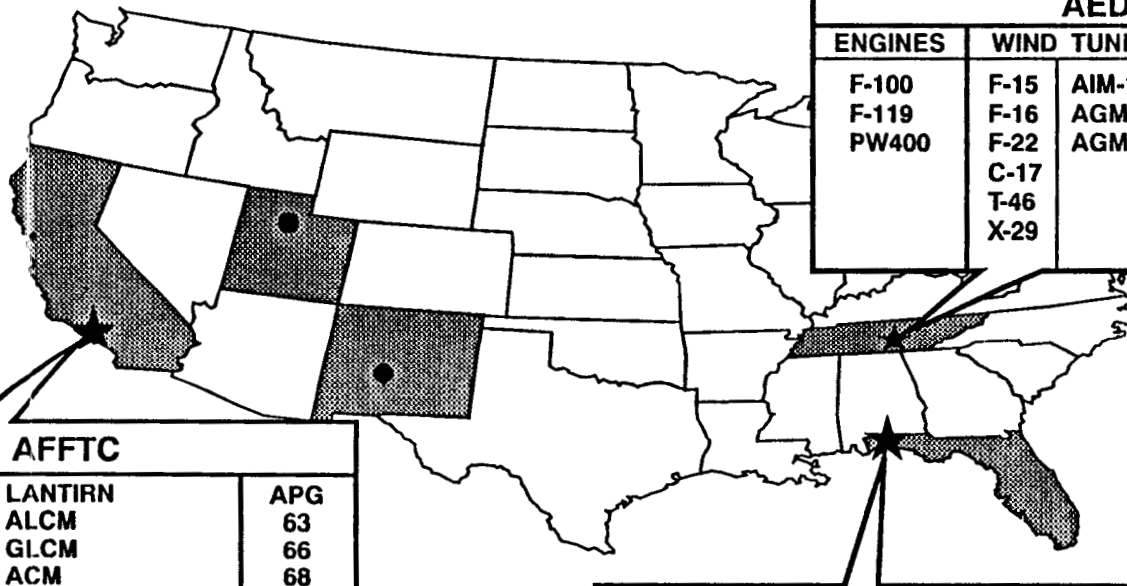 AED
ENGINES WIND TUN
F-100 F-15 AIM-
F-119 F-16 AGM
PW400 F-22 AGM
C-17
T-46
X-29
AFFTC
LANTIRN APG
ALCM 63
GLCM 66
ACM 68